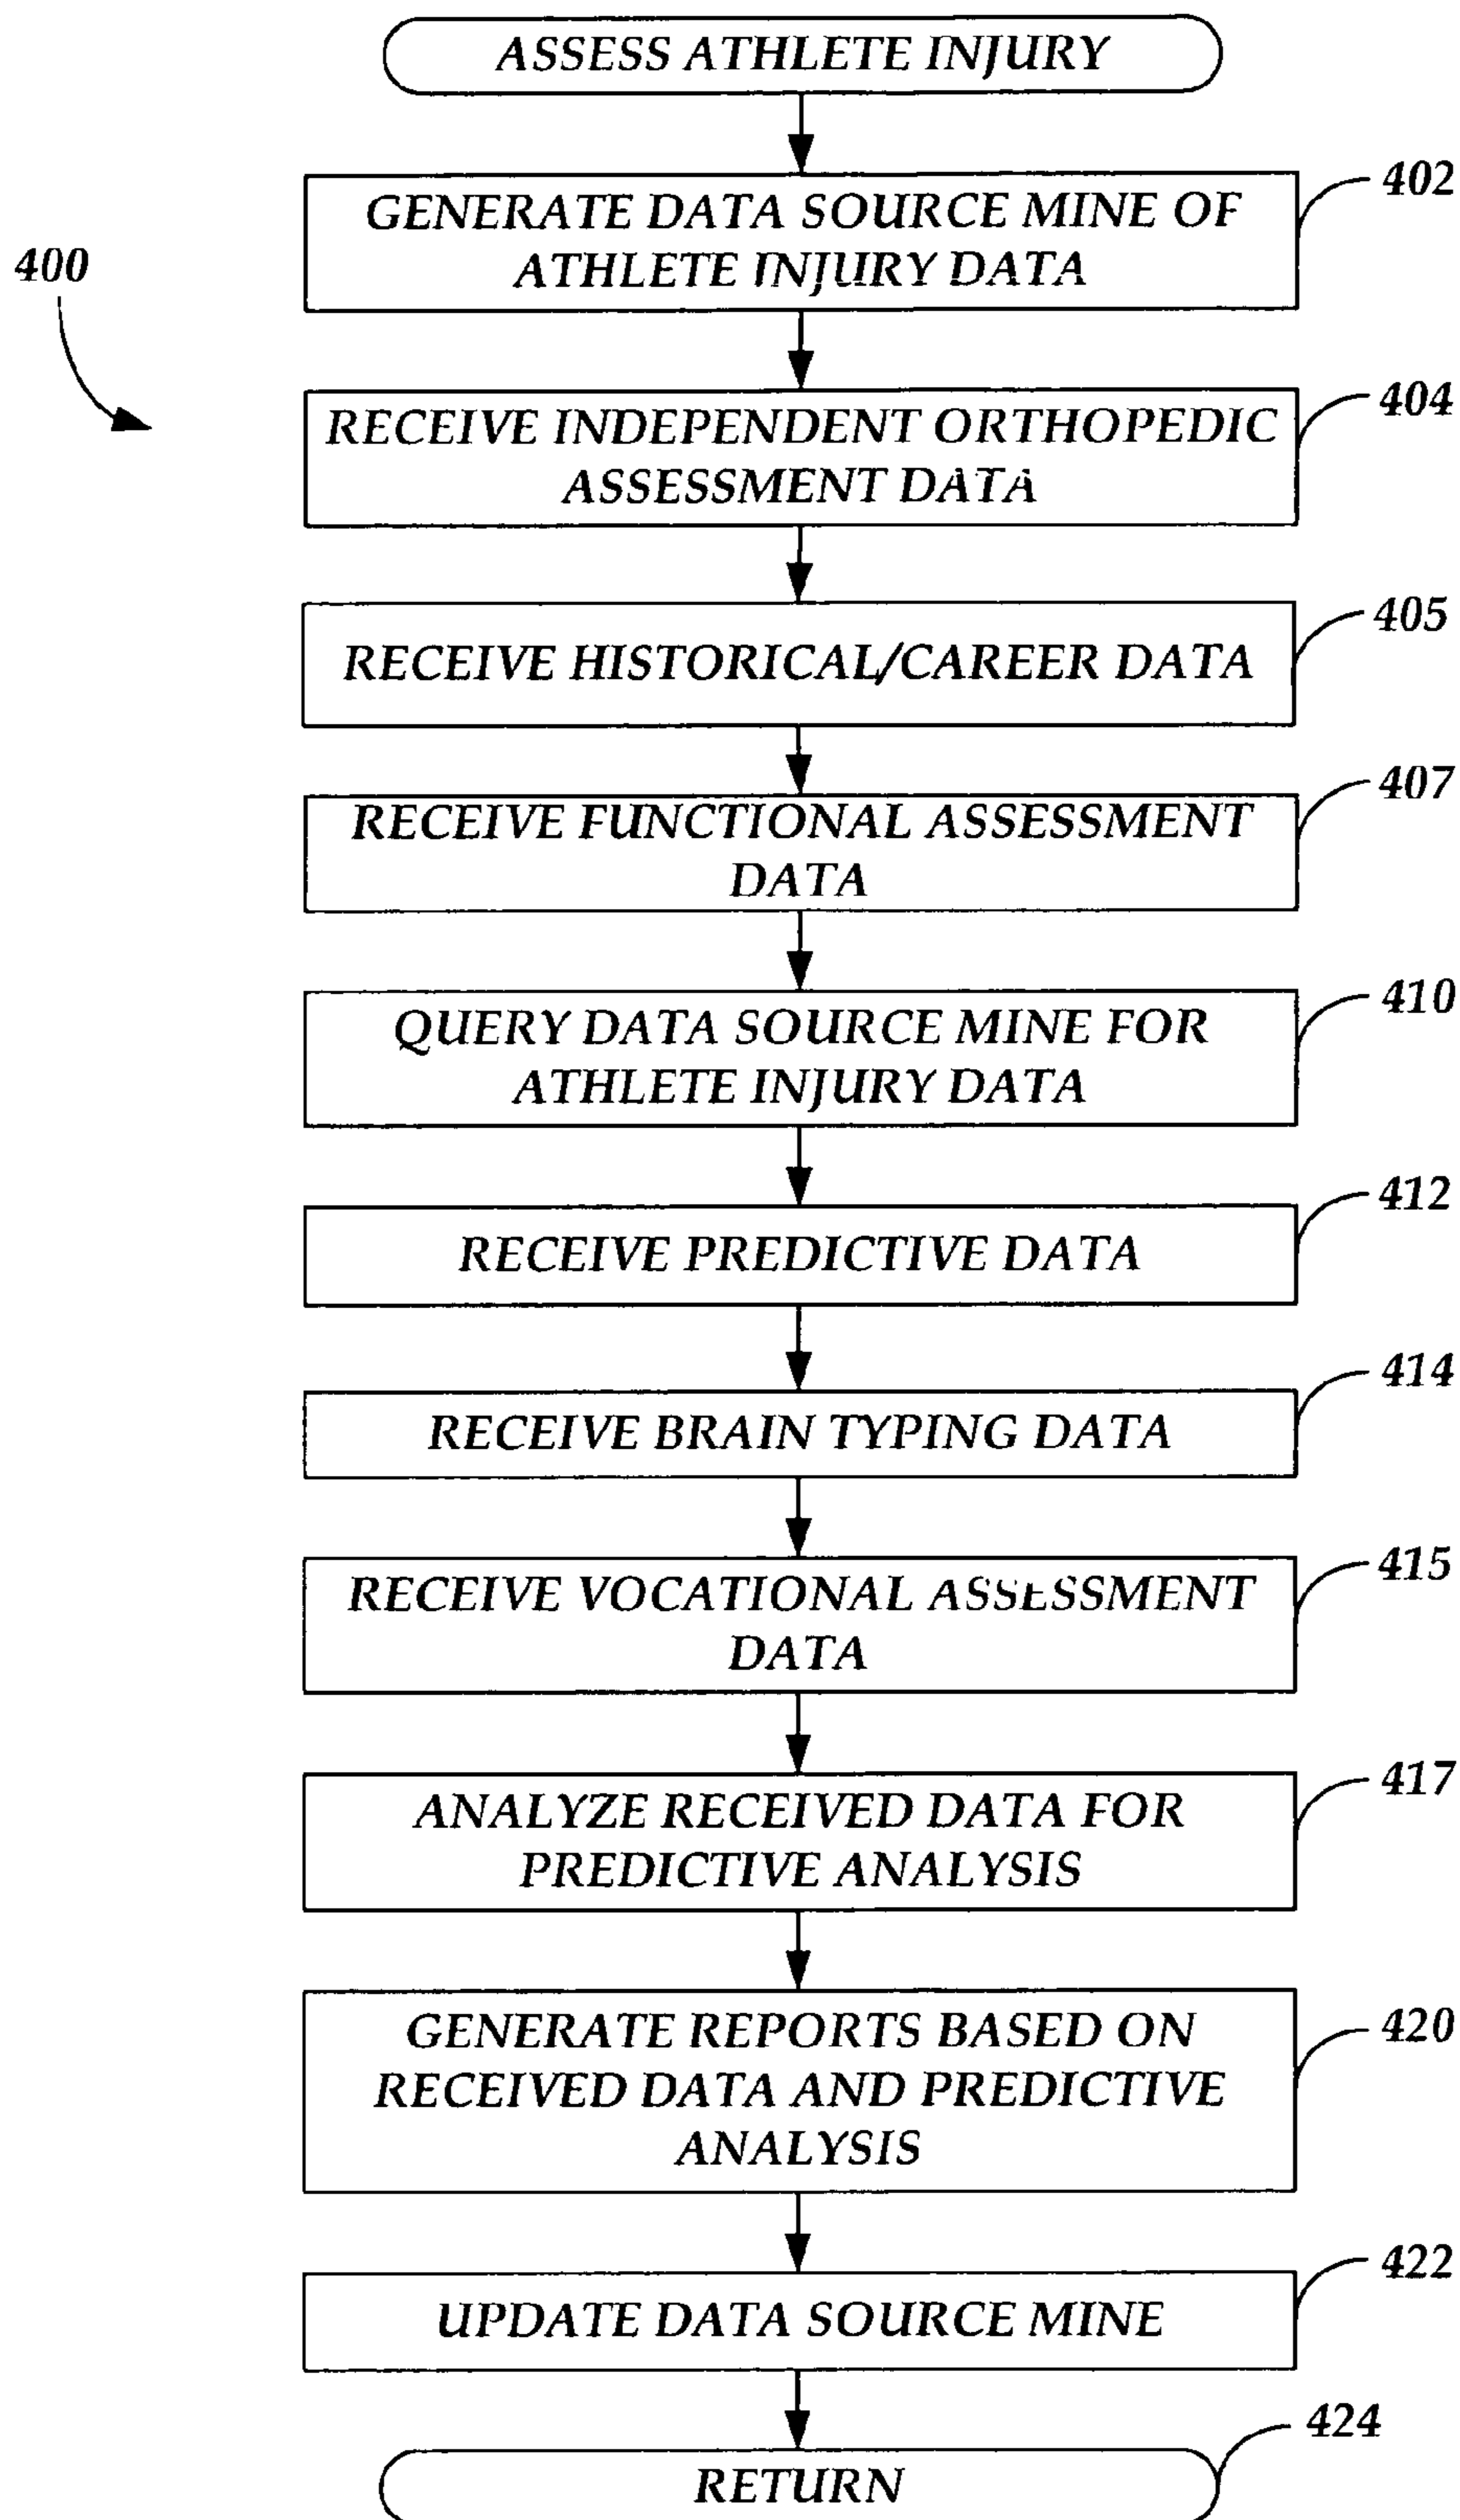 ASSESS ATHLETE INJURY
402
GENERATE DATA SOURCE MINE OF
ATHLETE INJURY DATA
400
404
RECEIVE INDEPENDENT ORTHOPEDIC
ASSESSMENT DATA
405
RECEIVE HISTORICAL/CAREER DATA
407
RECEIVE FUNCTIONAL ASSESSMENT
DATA
410
QUERY DATA SOURCE MINE FOR
ATHLETE INJURY DATA
412
RECEIVE PREDICTIVE DATA
414
RECEIVE BRAIN TYPING DATA
415
RECEIVE VOCATIONAL ASSESSMENT
DATA
417
ANALYZE RECEIVED DATA FOR
PREDICTIVE ANALYSIS
420
GENERATE REPORTS BASED ON
RECEIVED DATA AND PREDICTIVE
ANALYSIS
422
UPDATE DATA SOURCE MINE
424
RETURN